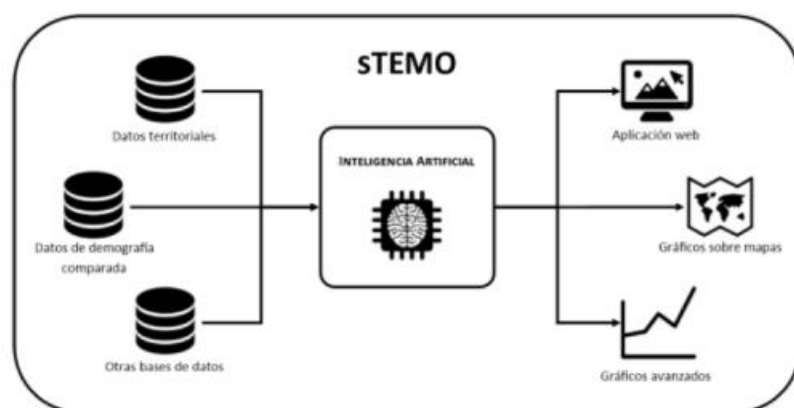 sTEMO
Datos territoriales
Datos de demografía
comparada
Otras bases de datos
INTELIGENCIA ARTIFICIAL
Aplicación web
Gráficos sobre mapas
Gráficos avanzados